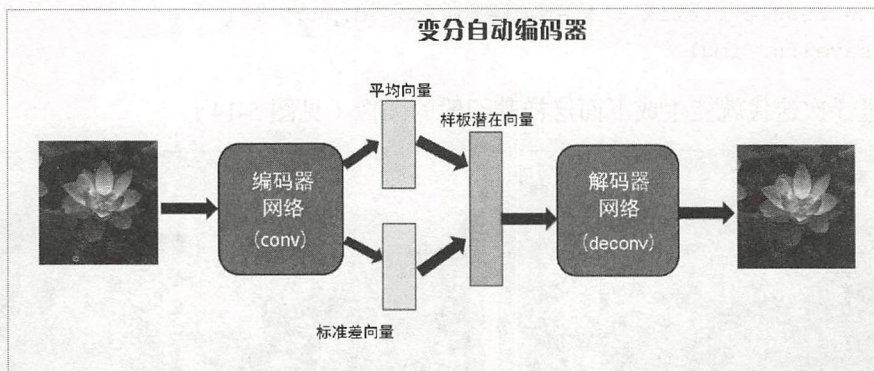 变分自动编码器
平均向量
样板潜在向量
编码器
网络
(conv)
解码器
网络
(deconv)
标准差向量